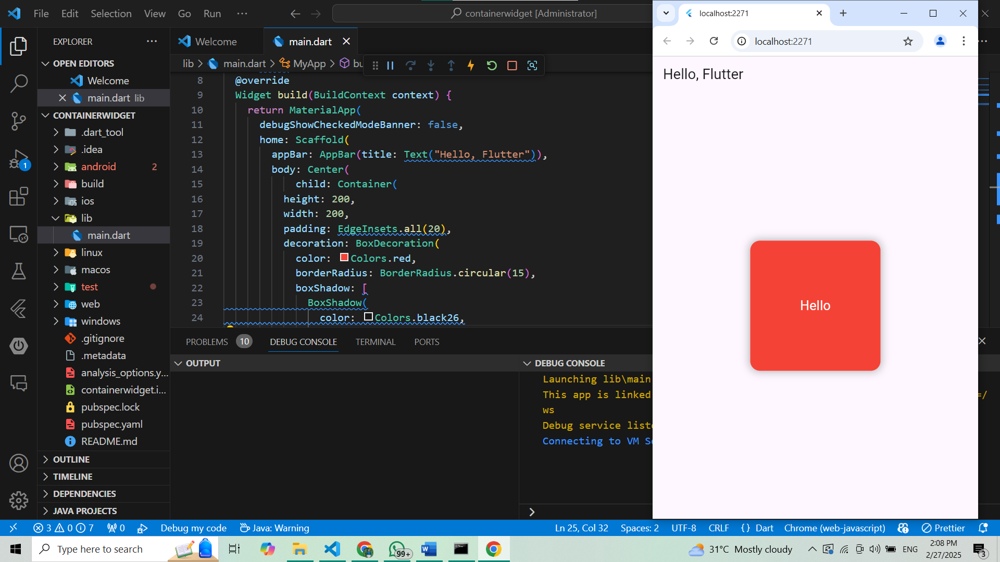 File Edit Selection View Go Run ···
containerwidget [Administrator]
EXPLORER
OPEN EDITORS
Welcome
main.dart lib
CONTAINERWIDGET
.dart_tool
.idea
android 2
build
ios
lib
main.dart
linux
macos
test
web
windows
.gitignore
.metadata
analysis_options.y...
containerwidget.i...
pubspec.lock
pubspec.yaml
README.md
OUTLINE
TIMELINE
DEPENDENCIES
JAVA PROJECTS
1
Welcome
main.dart
lib > main.dart > MyApp > bu
8 @override
9 Widget build(BuildContext context) {
10 return MaterialApp(
11 debugShowCheckedModeBanner: false,
12 home: Scaffold(
13 appBar: AppBar(title: Text("Hello, Flutter")),
14 body: Center(
15 child: Container(
16 height: 200,
17 width: 200,
18 padding: EdgeInsets.all(20),
19 decoration: BoxDecoration(
20 color: Colors.red,
21 borderRadius: BorderRadius.circular(15),
22 boxShadow: [
23 BoxShadow(
24 color: Colors.black26,
PROBLEMS 10 DEBUG CONSOLE TERMINAL PORTS
OUTPUT
DEBUG CONSOLE
Launching lib\main
This app is linked =/
ws
Debug service list
Connecting to VM S
localhost:2271
localhost:2271
Hello, Flutter
Hello
3 0 7 0 Debug my code Java: Warning
Ln 25, Col 32 Spaces: 2 UTF-8 CRLF {} Dart Chrome (web-javascript) Prettier
Type here to search
99+
31°C Mostly cloudy
ENG
2:08 PM
2/27/2025
3